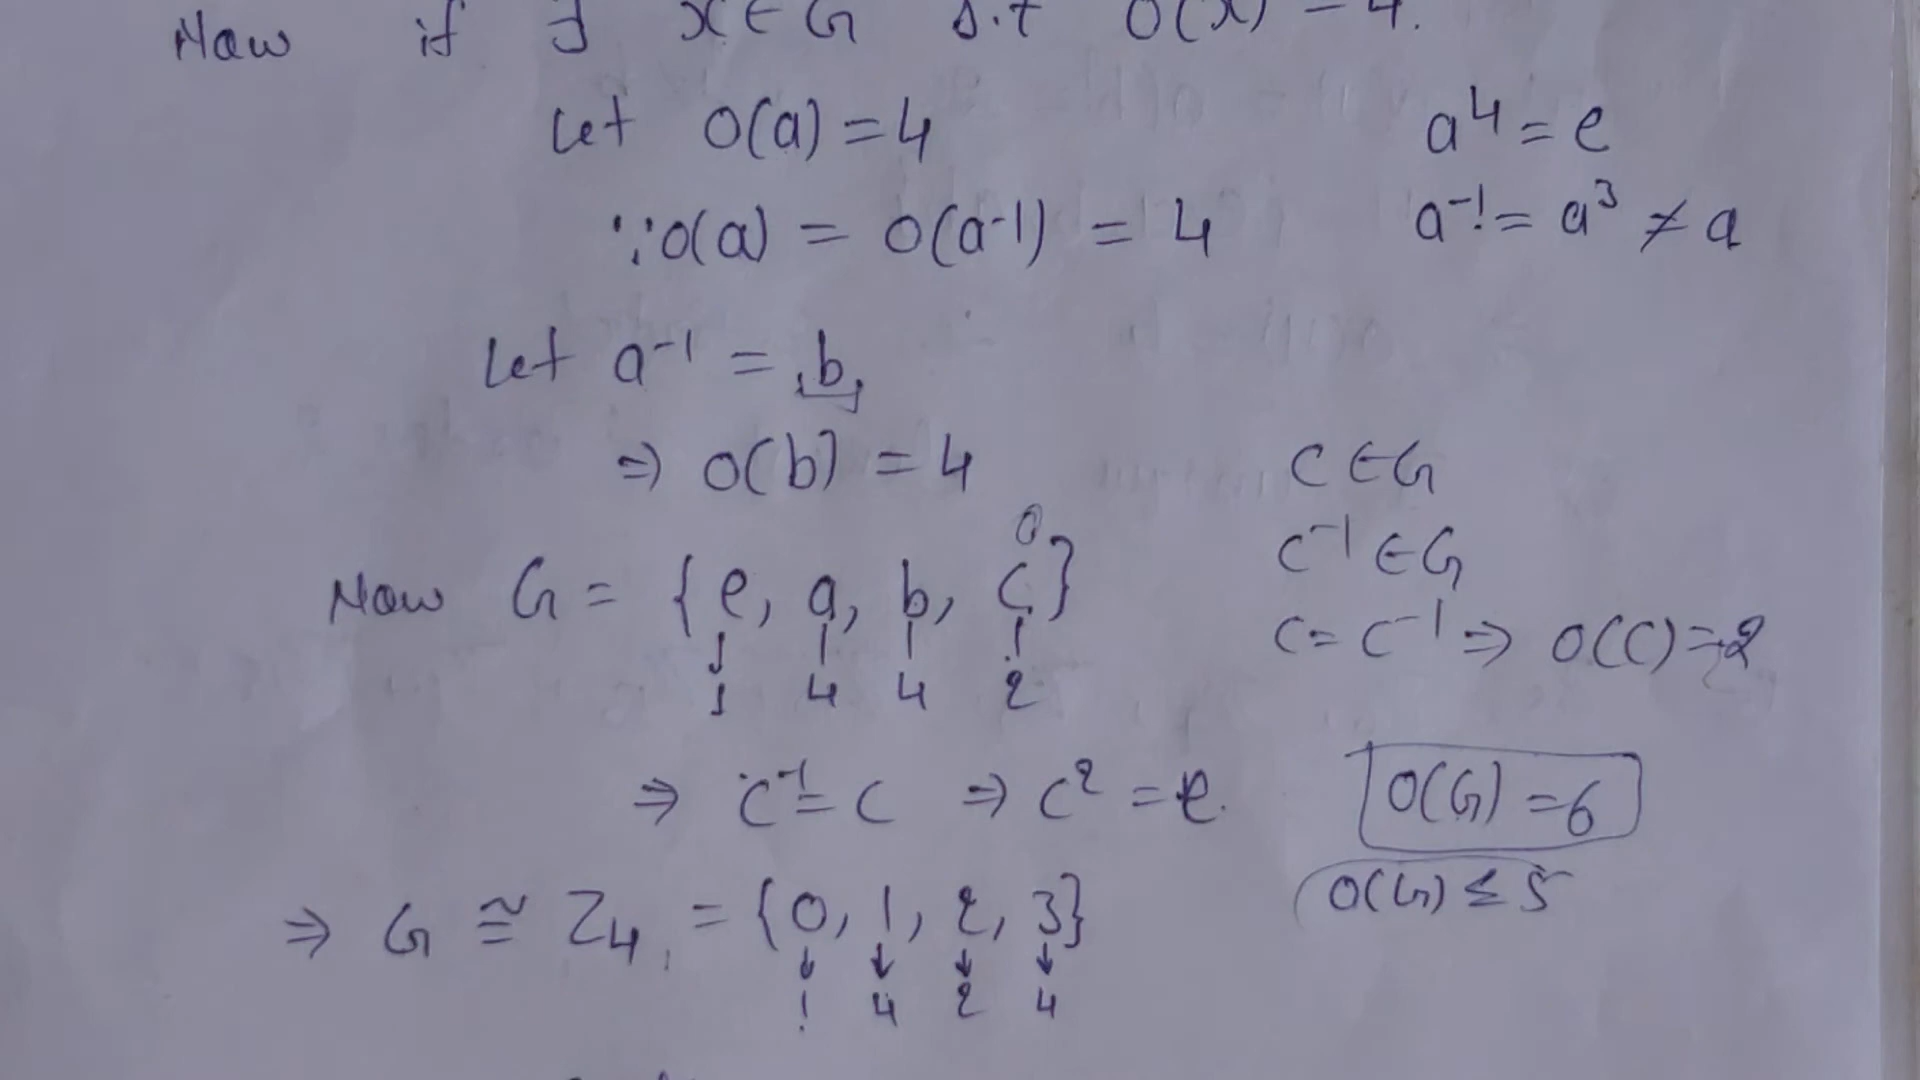 Now if ∃ x ∈ G s.t O(x) = 4.
Let O(a) = 4
a⁴ = e
∵ O(a) = O(a-1) = 4
a⁻¹ = a³ ≠ a
Let a⁻¹ = b
⇒ O(b) = 4
C ∈ G
C⁻¹ ∈ G
Now G = {e, a, b, C}
C = C⁻¹ ⇒ O(C) = 2
1 4 4 2
⇒ C⁻¹ = C ⇒ C² = e.
O(G) = 6
O(G) ≤ 5
⇒ G ≅ Z₄, = {0, 1, 2, 3}
1 4 2 4